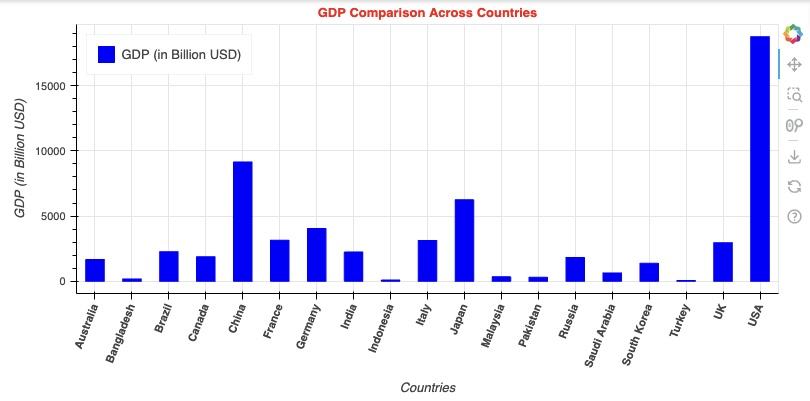 GDP Comparison Across Countries
GDP (in Billion USD)
GDP (in Billion USD)
15000
10000
5000
0
Australia
Bangladesh
Brazil
Canada
China
France
Germany
India
Indonesia
Italy
Japan
Malaysia
Pakistan
Russia
Saudi Arabia
South Korea
Turkey
UK
USA
Countries